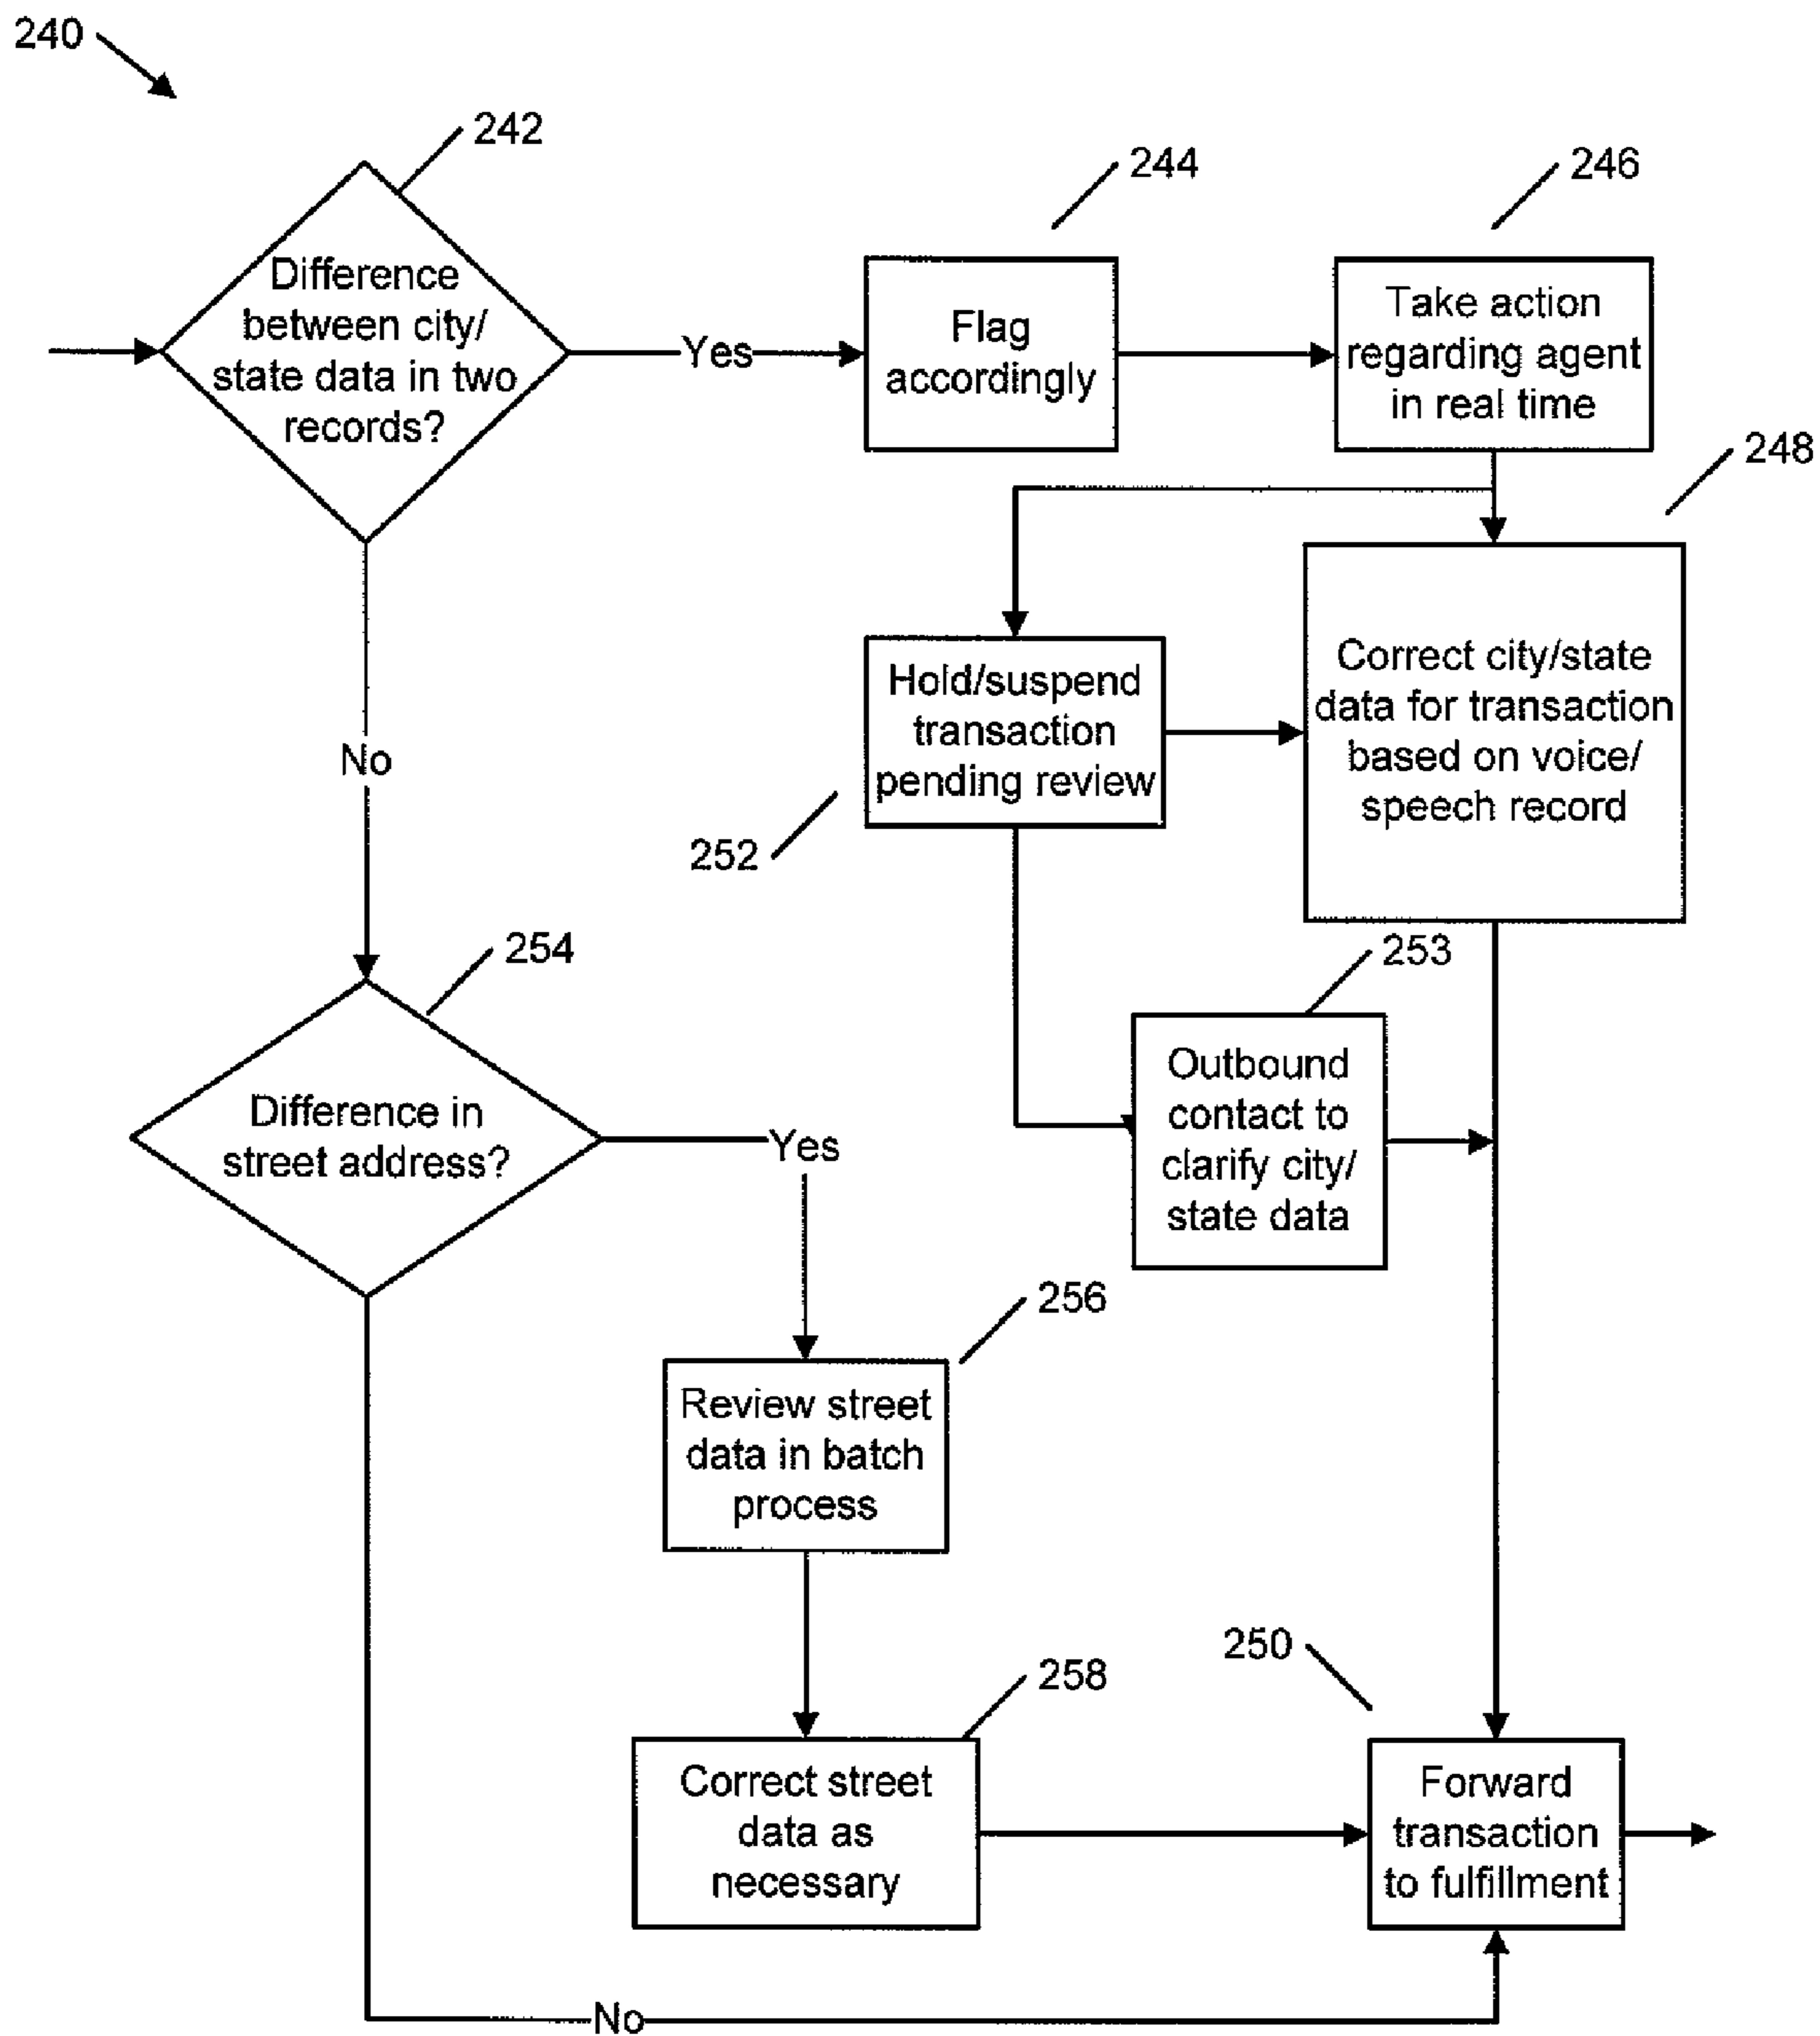 240
242
Difference
between city/
state data in two
records?
Yes
244
Flag
accordingly
246
Take action
regarding agent
in real time
248
Correct city/state
data for transaction
based on voice/
speech record
Hold/suspend
transaction
pending review
252
No
253
Outbound
contact to
clarify city/
state data
254
Difference in
street address?
Yes
256
Review street
data in batch
process
258
Correct street
data as
necessary
250
Forward
transaction
to fulfillment
No